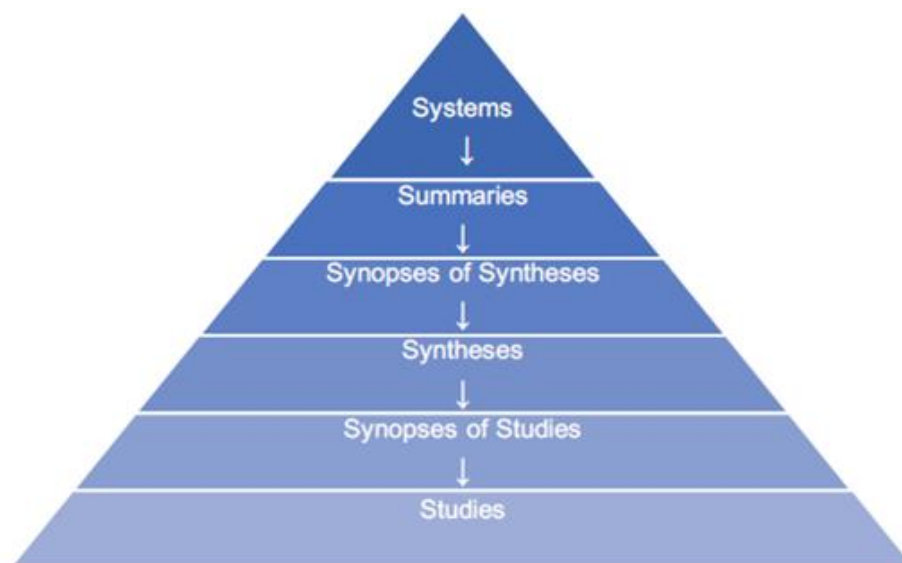 Systems
↓
Summaries
↓
Synopses of Syntheses
↓
Syntheses
↓
Synopses of Studies
↓
Studies